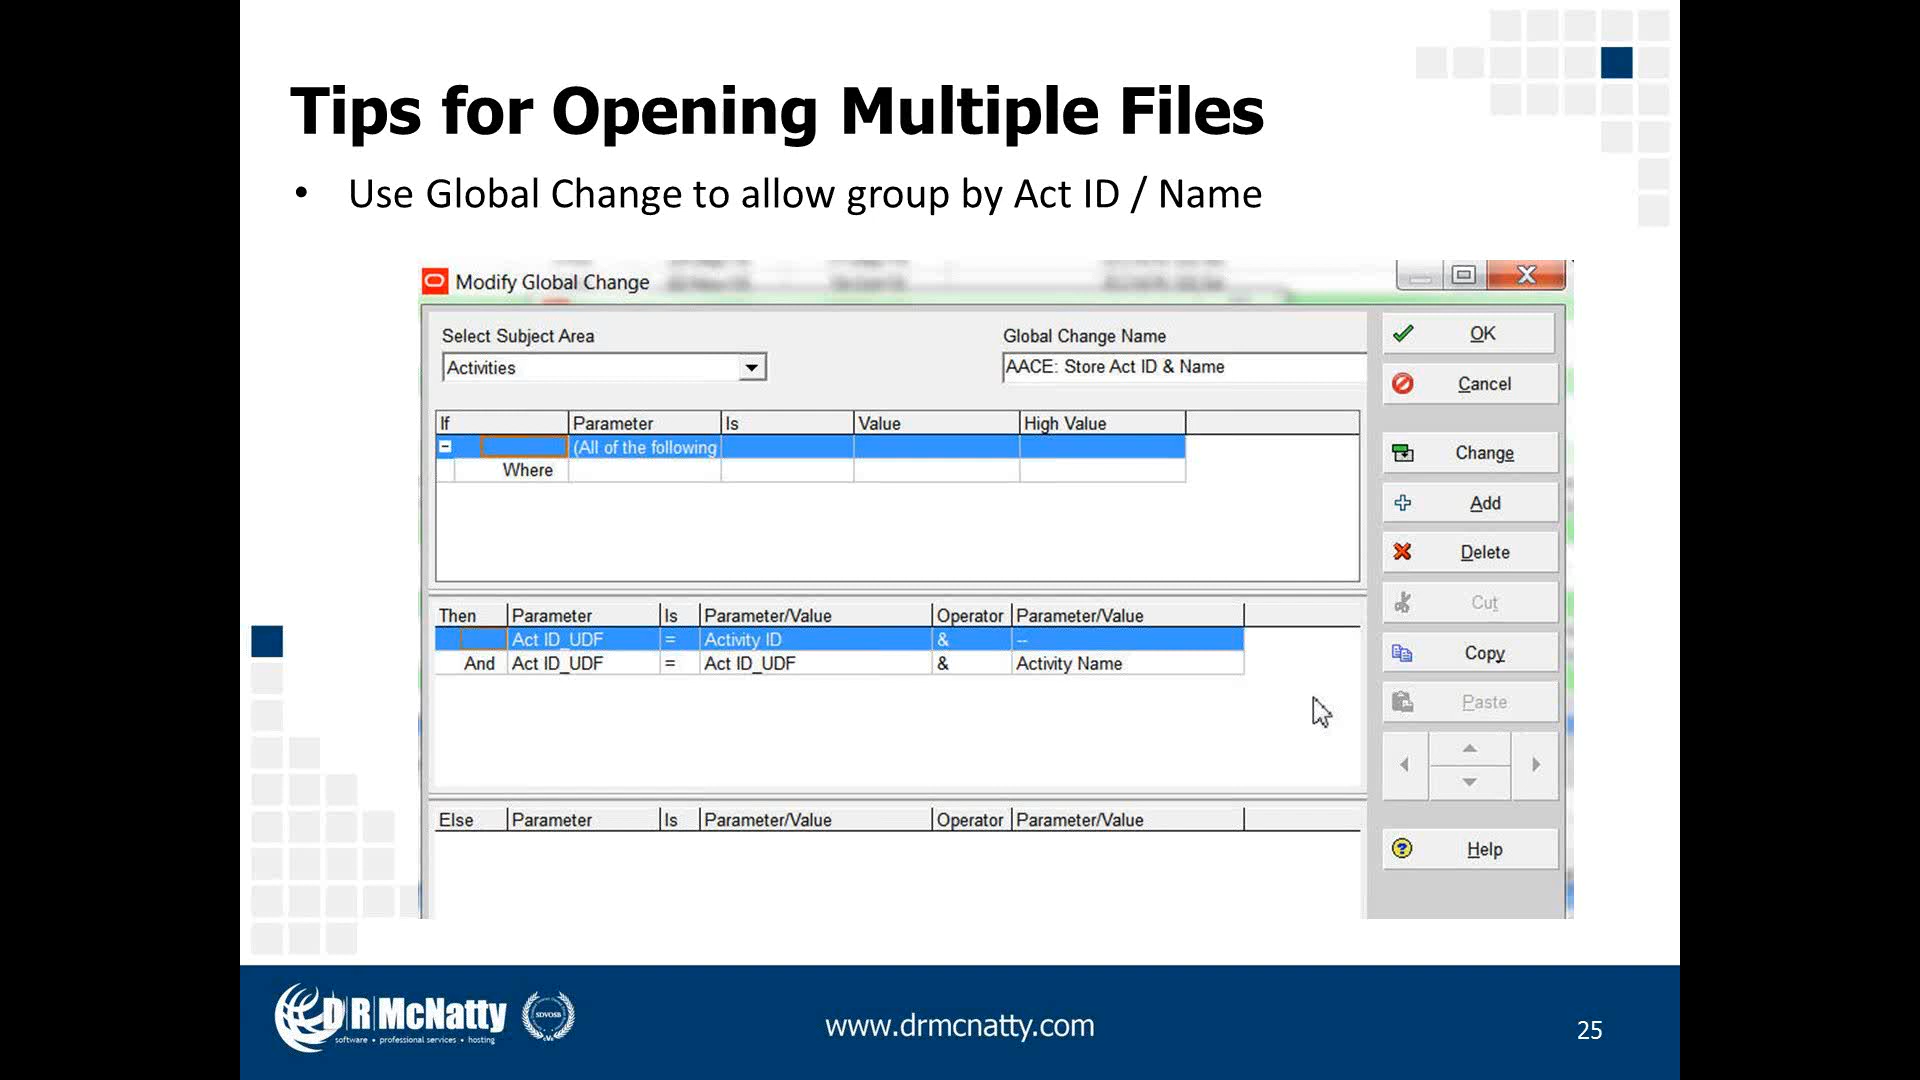 Tips for Opening Multiple Files
• Use Global Change to allow group by Act ID / Name
Modify Global Change
Select Subject Area
Global Change Name
Activities
AACE: Store Act ID & Name
If Parameter Is Value High Value
(All of the following
Where
Then Parameter Is Parameter/Value Operator Parameter/Value
Act ID_UDF = Activity ID & --
And Act ID_UDF = Act ID_UDF & Activity Name
Else Parameter Is Parameter/Value Operator Parameter/Value
OK
Cancel
Change
Add
Delete
Cut
Copy
Paste
Help
D|R|McNatty
software • professional services • hosting
SDVOSB
www.drmcnatty.com
25